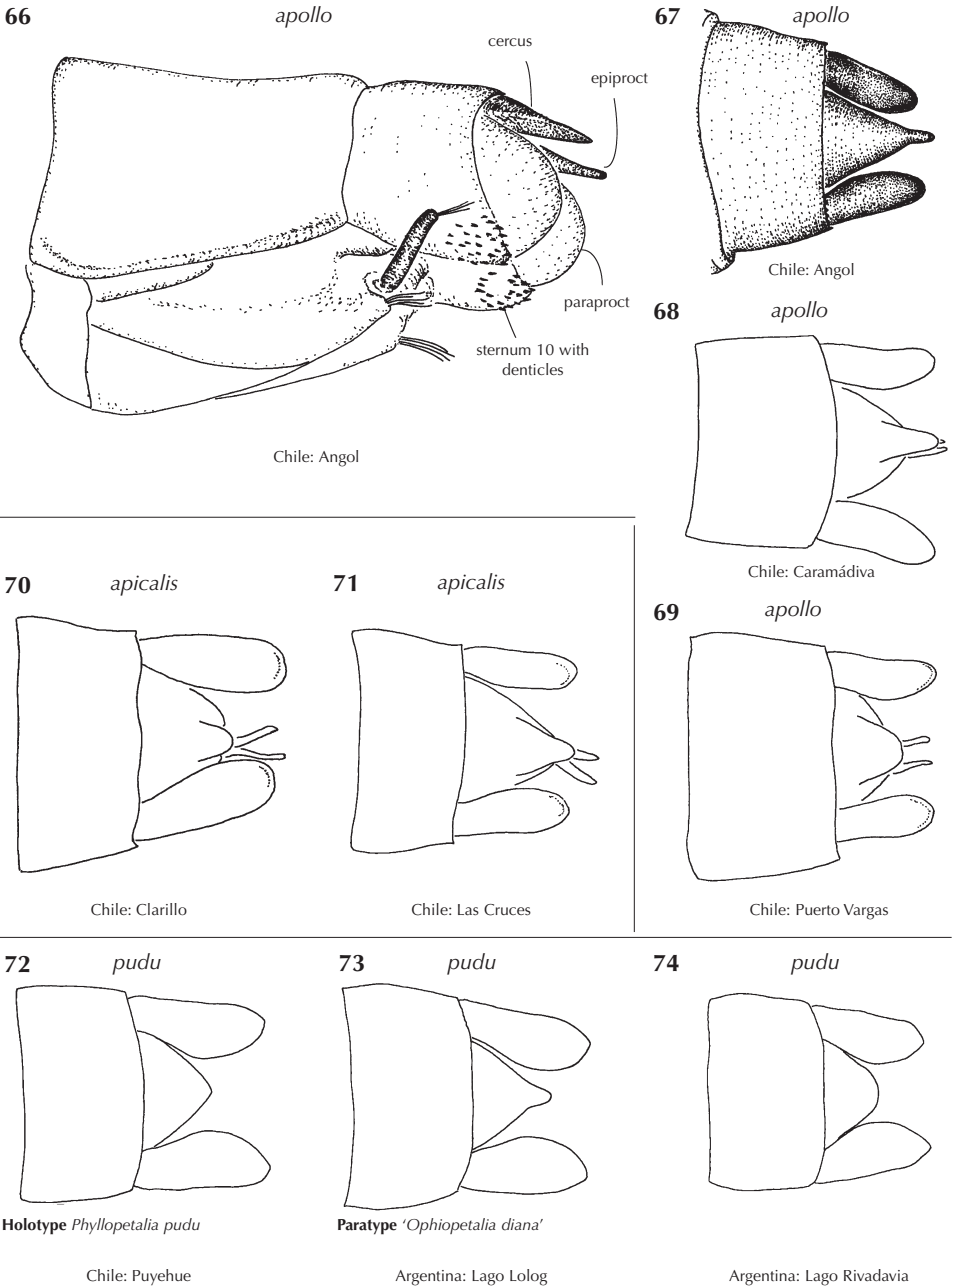 66
apollo
cercus
epiproct
paraproct
sternum 10 with
denticles
Chile: Angol
67
apollo
Chile: Angol
68
apollo
Chile: Caramádiva
69
apollo
Chile: Puerto Vargas
70
apicalis
Chile: Clarillo
71
apicalis
Chile: Las Cruces
72
pudu
Holotype Phyllopetalia pudu
Chile: Puyehue
73
pudu
Paratype ‘Ophiopetalia diana’
Argentina: Lago Lolog
74
pudu
Argentina: Lago Rivadavia